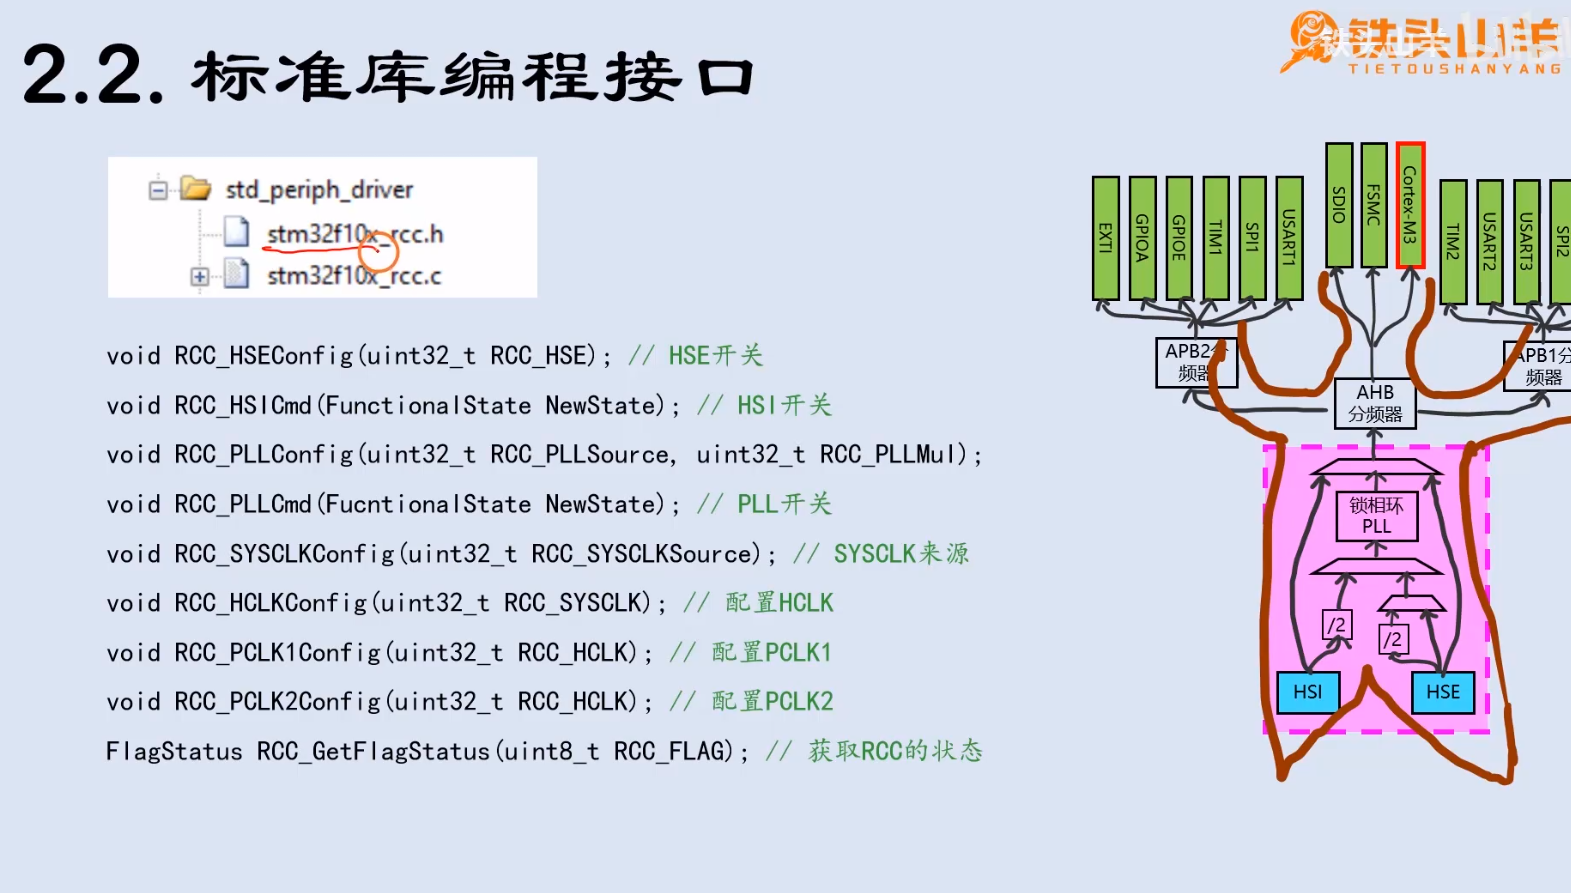 铁头山羊
TIETOUSHANYANG
2.2. 标准库编程接口
std_periph_driver
stm32f10x_rcc.h
stm32f10x_rcc.c
void RCC_HSEConfig(uint32_t RCC_HSE); // HSE开关
void RCC_HSICmd(FunctionalState NewState); // HSI开关
void RCC_PLLConfig(uint32_t RCC_PLLSource, uint32_t RCC_PLLMul);
void RCC_PLLCmd(FucntionalState NewState); // PLL开关
void RCC_SYSCLKConfig(uint32_t RCC_SYSCLKSource); // SYSCLK来源
void RCC_HCLKConfig(uint32_t RCC_SYSCLK); // 配置HCLK
void RCC_PCLK1Config(uint32_t RCC_HCLK); // 配置PCLK1
void RCC_PCLK2Config(uint32_t RCC_HCLK); // 配置PCLK2
FlagStatus RCC_GetFlagStatus(uint8_t RCC_FLAG); // 获取RCC的状态
EXTI
GPIOA
GPIOE
TIM1
SPI1
USART1
SDIO
FSMC
Cortex-M3
TIM2
USART2
USART3
SPI2
APB2分
频器
AHB
分频器
APB1分
频器
锁相环
PLL
/2
/2
HSI
HSE